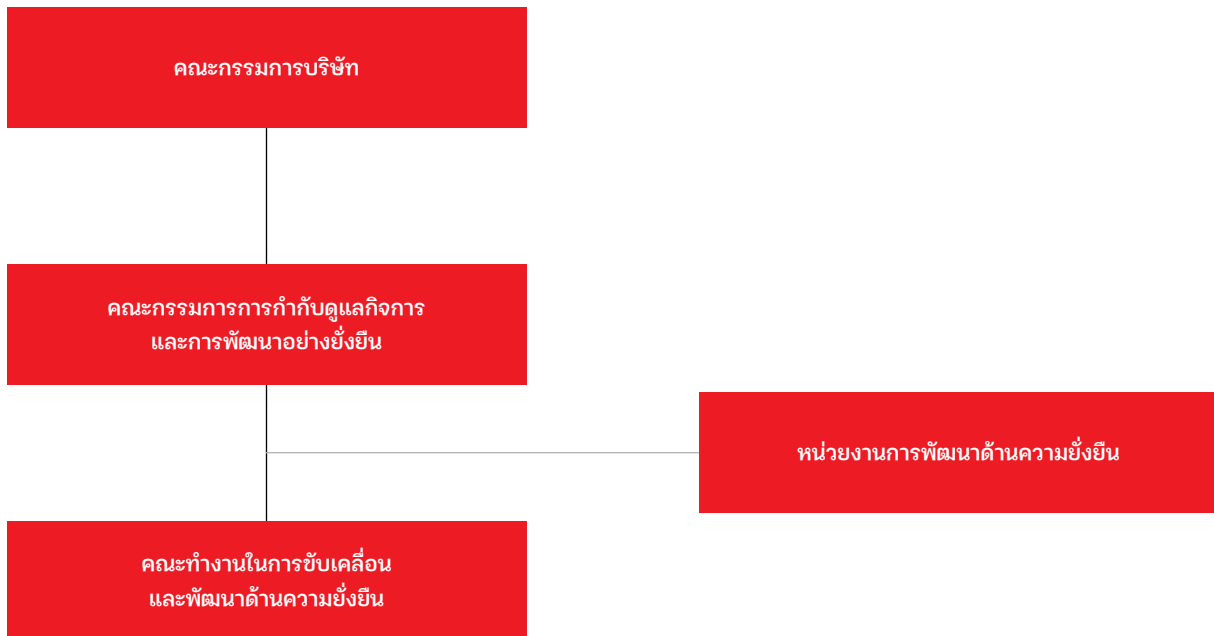 คณะกรรมการบริษัท
คณะกรรมการการกำกับดูแลกิจการ
และการพัฒนาอย่างยั่งยืน
หน่วยงานการพัฒนาด้านความยั่งยืน
คณะทำงานในการขับเคลื่อน
และพัฒนาด้านความยั่งยืน